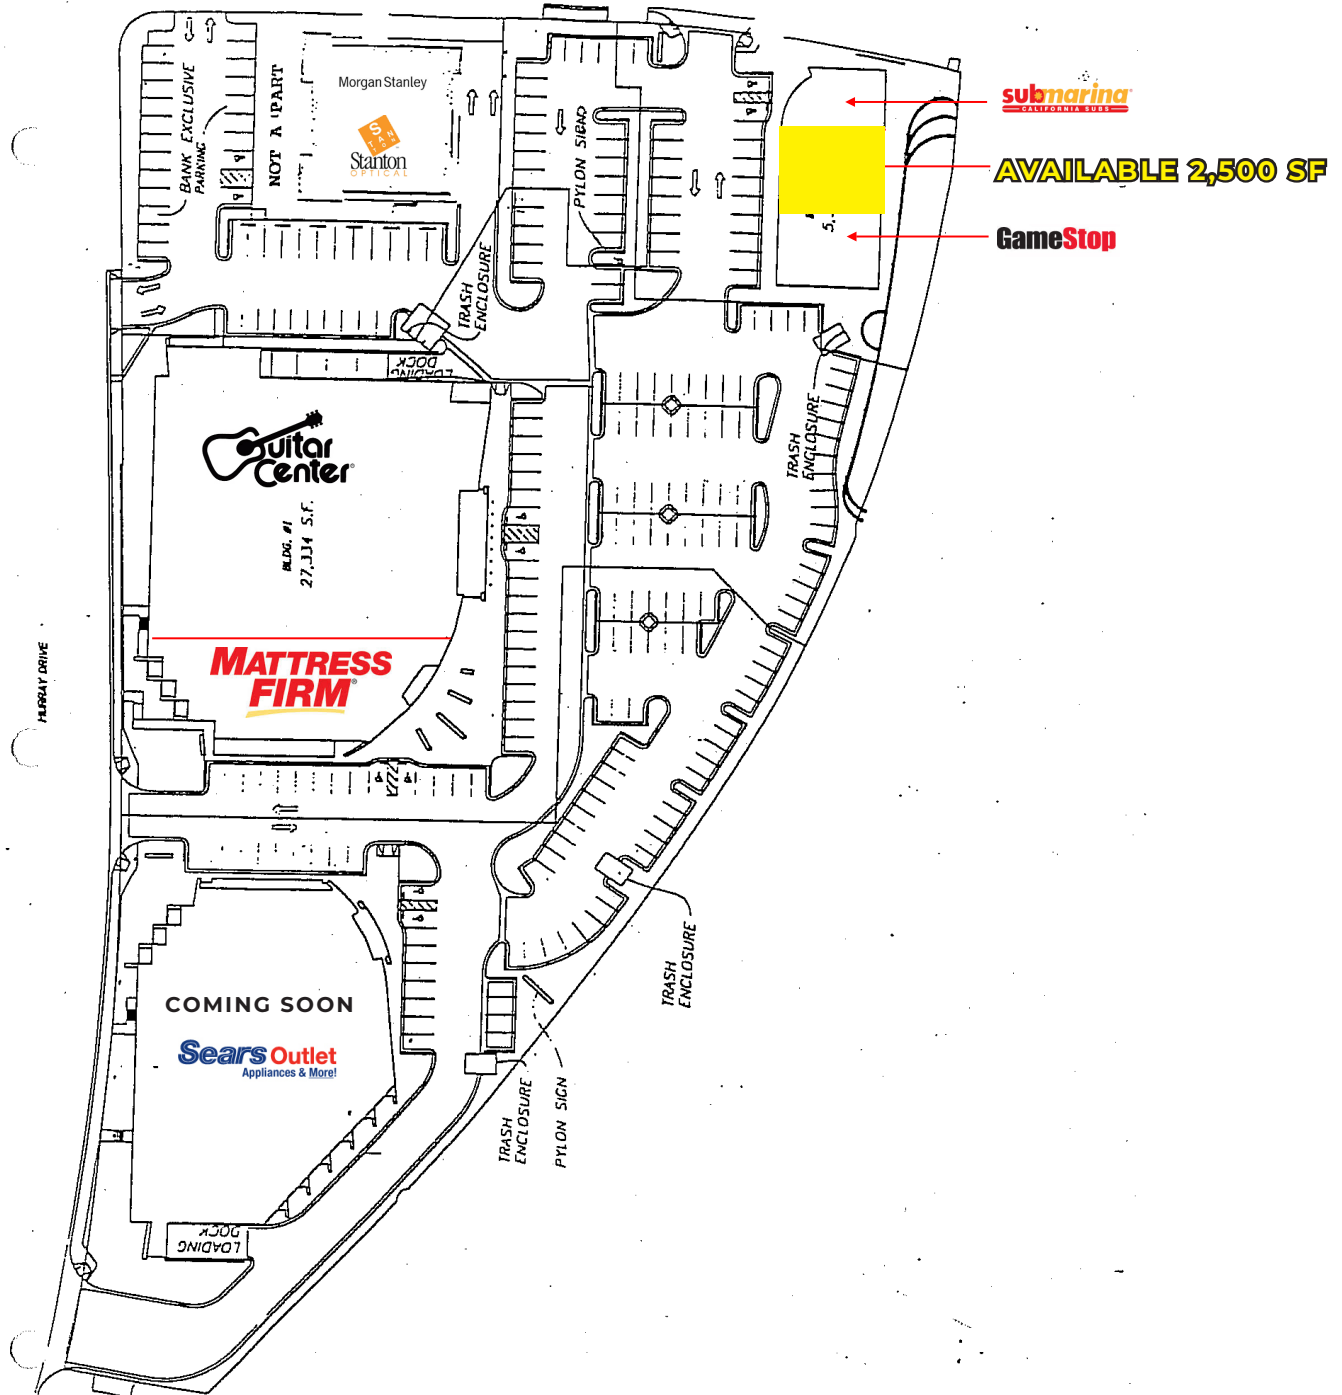 BANK EXCLUSIVE
PARKING
NOT A PART
Morgan Stanley
STANTON
Stanton
OPTICAL
PYLON SIGN
submarina
CALIFORNIA SUBS
AVAILABLE 2,500 SF
5,
GameStop
TRASH
ENCLOSURE
LOADING
DOCK
TRASH
ENCLOSURE
Guitar
Center
BLDG. #1
27,334 S.F.
MURRAY DRIVE
MATTRESS
FIRM
TRASH
ENCLOSURE
COMING SOON
Sears Outlet
Appliances & More!
TRASH
ENCLOSURE
PYLON SIGN
LOADING
DOCK